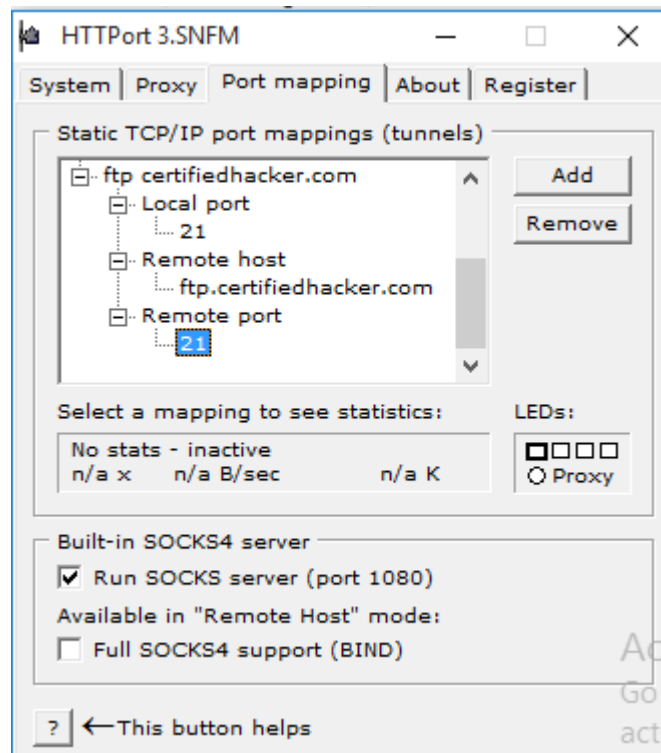 HTTPort 3.SNFM
System Proxy Port mapping About Register
Static TCP/IP port mappings (tunnels)
ftp certifiedhacker.com
Local port
21
Remote host
ftp.certifiedhacker.com
Remote port
21
Add
Remove
Select a mapping to see statistics:
No stats - inactive
n/a x n/a B/sec n/a K
LEDs:
Proxy
Built-in SOCKS4 server
Run SOCKS server (port 1080)
Available in "Remote Host" mode:
Full SOCKS4 support (BIND)
? ←This button helps
Go